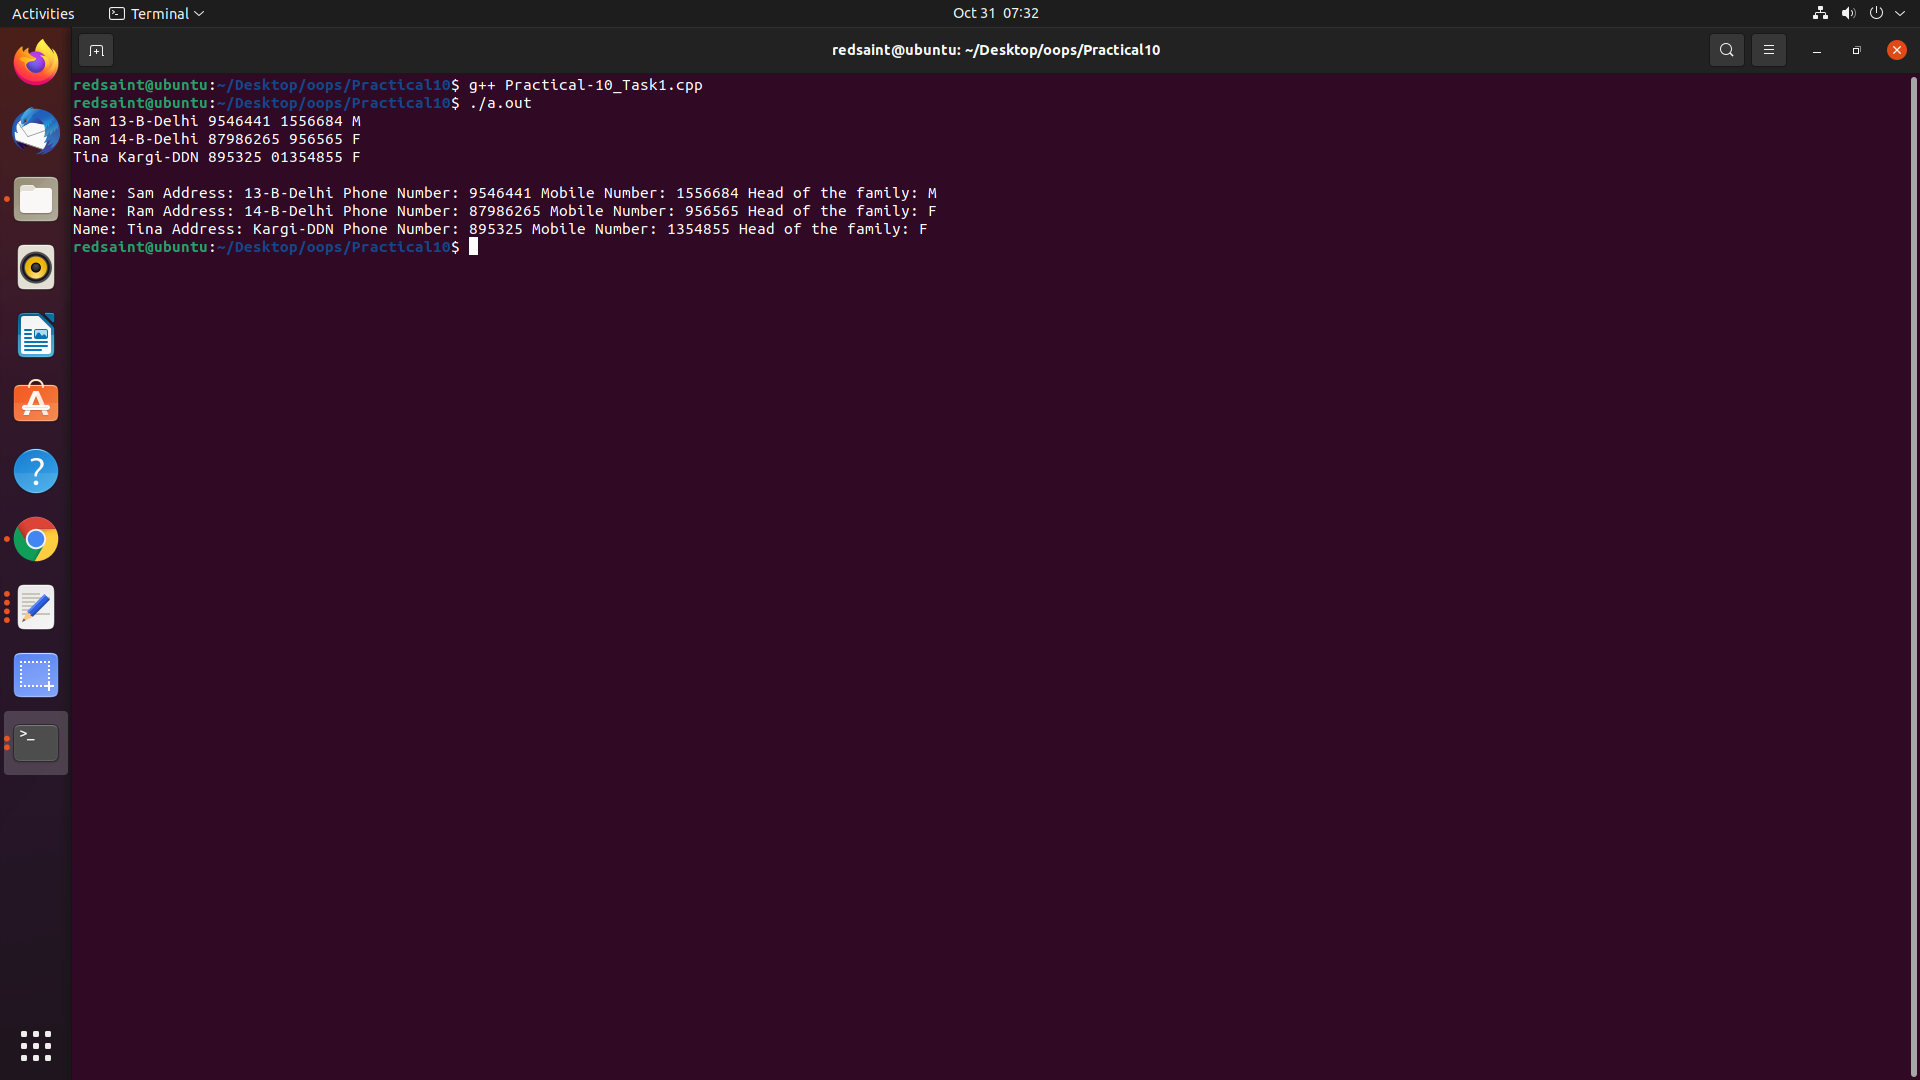 Activities Terminal Oct 31 07:32
redsaint@ubuntu: ~/Desktop/oops/Practical10
redsaint@ubuntu:~/Desktop/oops/Practical10$ g++ Practical-10_Task1.cpp
redsaint@ubuntu:~/Desktop/oops/Practical10$ ./a.out
Sam 13-B-Delhi 9546441 1556684 M
Ram 14-B-Delhi 87986265 956565 F
Tina Kargi-DDN 895325 01354855 F
Name: Sam Address: 13-B-Delhi Phone Number: 9546441 Mobile Number: 1556684 Head of the family: M
Name: Ram Address: 14-B-Delhi Phone Number: 87986265 Mobile Number: 956565 Head of the family: F
Name: Tina Address: Kargi-DDN Phone Number: 895325 Mobile Number: 1354855 Head of the family: F
redsaint@ubuntu:~/Desktop/oops/Practical10$